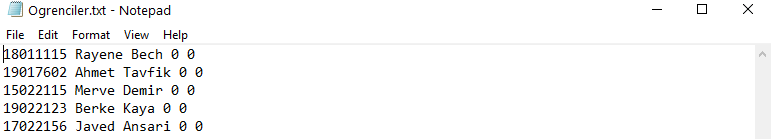 Ogrenciler.txt - Notepad
File Edit Format View Help
18011115 Rayene Bech 0 0
19017602 Ahmet Tavfik 0 0
15022115 Merve Demir 0 0
19022123 Berke Kaya 0 0
17022156 Javed Ansari 0 0